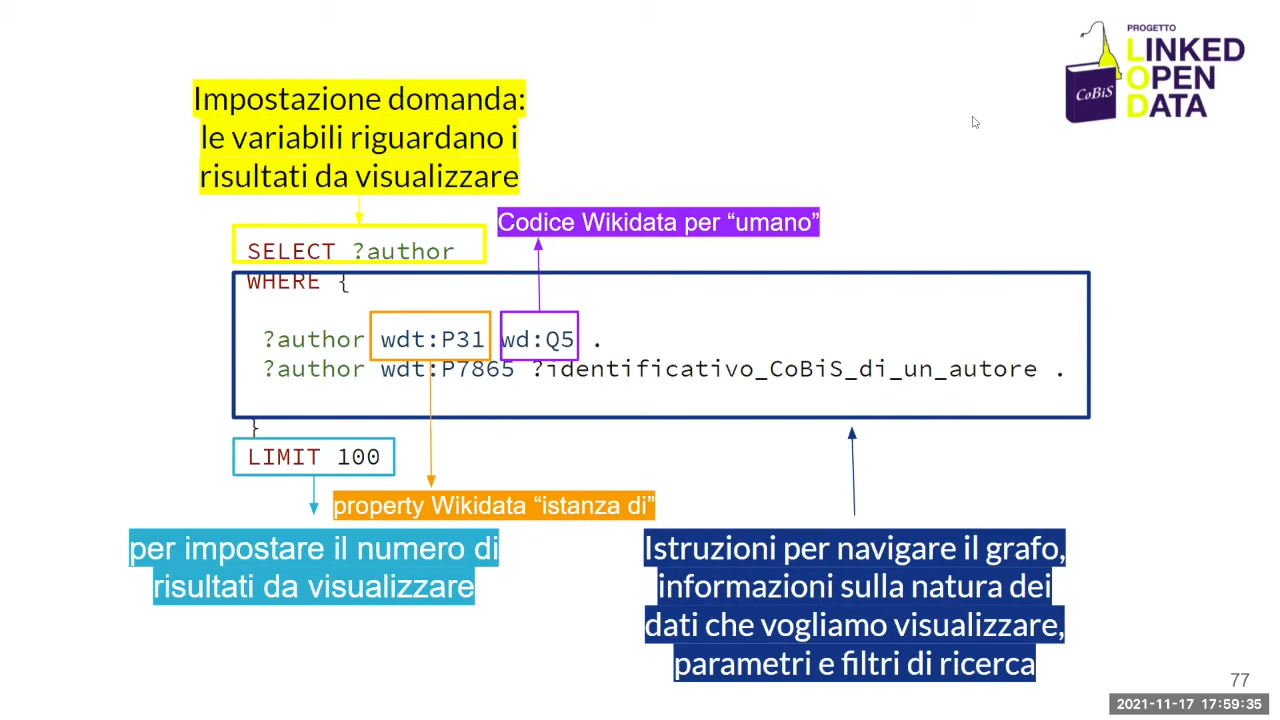 PROGETTO
LINKED
OPEN
DATA
CoBiS
Impostazione domanda:
le variabili riguardano i
risultati da visualizzare
Codice Wikidata per “umano”
SELECT ?author
WHERE {
?author wdt:P31 wd:Q5 .
?author wdt:P7865 ?identificativo_CoBiS_di_un_autore .
}
LIMIT 100
property Wikidata “istanza di”
per impostare il numero di
risultati da visualizzare
Istruzioni per navigare il grafo,
informazioni sulla natura dei
dati che vogliamo visualizzare,
parametri e filtri di ricerca
77
2021-11-17 17:59:35